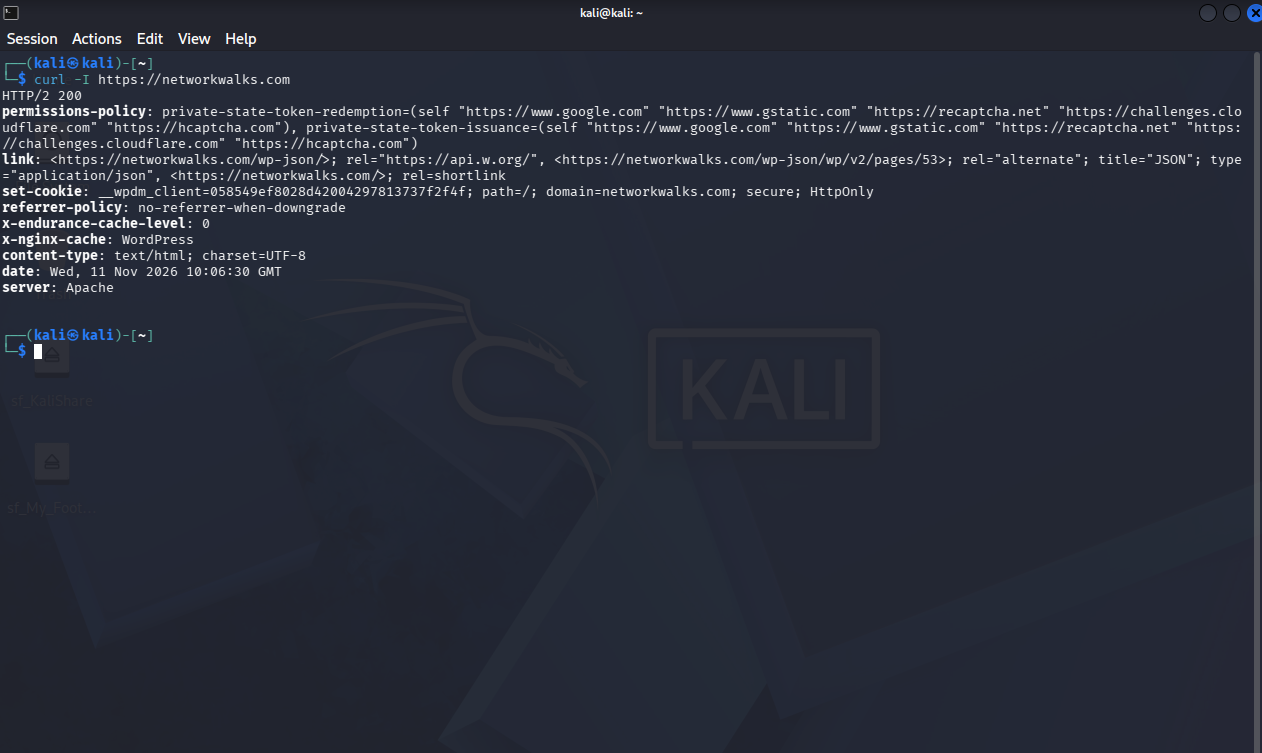 kali@kali: ~
Session Actions Edit View Help
┌──(kali㉿kali)-[~]
└─$ curl -I https://networkwalks.com
HTTP/2 200
permissions-policy: private-state-token-redemption=(self "https://www.google.com" "https://www.gstatic.com" "https://recaptcha.net" "https://challenges.clo
udflare.com" "https://hcaptcha.com"), private-state-token-issuance=(self "https://www.google.com" "https://www.gstatic.com" "https://recaptcha.net" "https:
//challenges.cloudflare.com" "https://hcaptcha.com")
link: <https://networkwalks.com/wp-json/>; rel="https://api.w.org/", <https://networkwalks.com/wp-json/wp/v2/pages/53>; rel="alternate"; title="JSON"; type
="application/json", <https://networkwalks.com/>; rel=shortlink
set-cookie: __wpdm_client=058549ef8028d42004297813737f2f4f; path=/; domain=networkwalks.com; secure; HttpOnly
referrer-policy: no-referrer-when-downgrade
x-endurance-cache-level: 0
x-nginx-cache: WordPress
content-type: text/html; charset=UTF-8
date: Wed, 11 Nov 2026 10:06:30 GMT
server: Apache
┌──(kali㉿kali)-[~]
└─$
KALI
sf_KaliShare
sf_My_Foot...